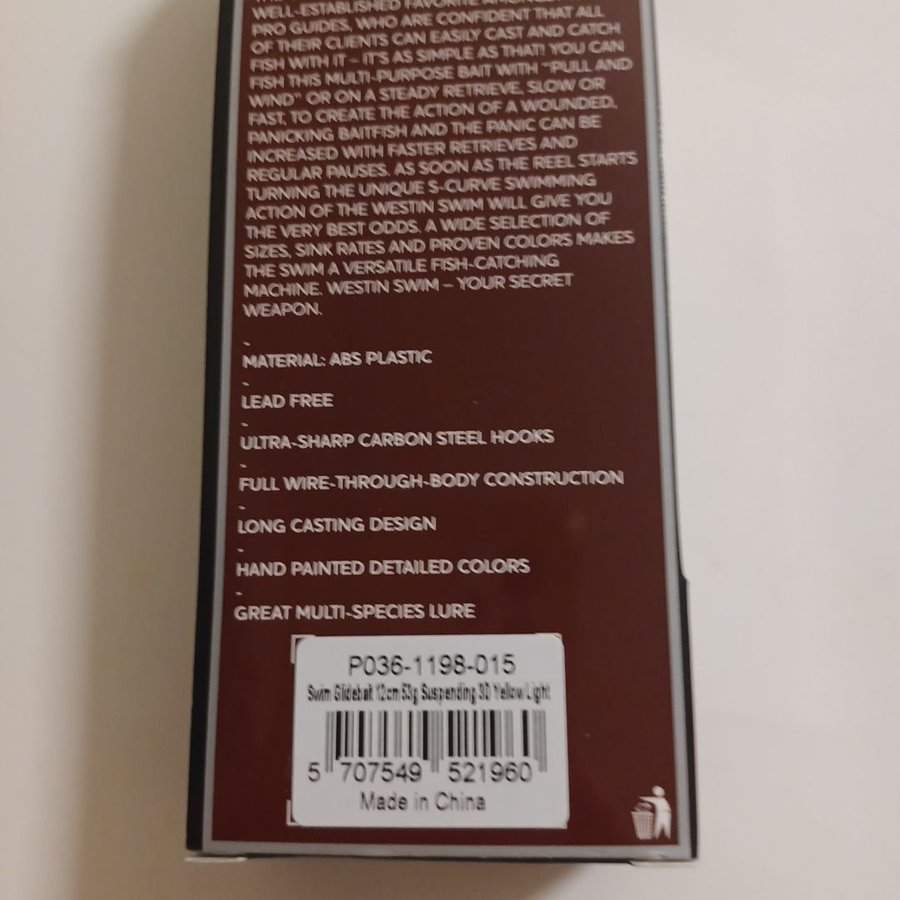 WELL-ESTABLISHED FAVORITE AMONGST
PRO GUIDES, WHO ARE CONFIDENT THAT ALL
OF THEIR CLIENTS CAN EASILY CAST AND CATCH
FISH WITH IT – IT'S AS SIMPLE AS THAT! YOU CAN
FISH THIS MULTI-PURPOSE BAIT WITH "PULL AND
WIND" OR ON A STEADY RETRIEVE, SLOW OR
FAST, TO CREATE THE ACTION OF A WOUNDED,
PANICKING BAITFISH AND THE PANIC CAN BE
INCREASED WITH FASTER RETRIEVES AND
REGULAR PAUSES. AS SOON AS THE REEL STARTS
TURNING THE UNIQUE S-CURVE SWIMMING
ACTION OF THE WESTIN SWIM WILL GIVE YOU
THE VERY BEST ODDS. A WIDE SELECTION OF
SIZES, SINK RATES AND PROVEN COLORS MAKES
THE SWIM A VERSATILE FISH-CATCHING
MACHINE. WESTIN SWIM – YOUR SECRET
WEAPON.
-
MATERIAL: ABS PLASTIC
-
LEAD FREE
-
ULTRA-SHARP CARBON STEEL HOOKS
-
FULL WIRE-THROUGH-BODY CONSTRUCTION
-
LONG CASTING DESIGN
-
HAND PAINTED DETAILED COLORS
-
GREAT MULTI-SPECIES LURE
P036-1198-015
Swim Glidebait 12cm 53g Suspending 3D Yellow Light
5 707549 521960
Made in China